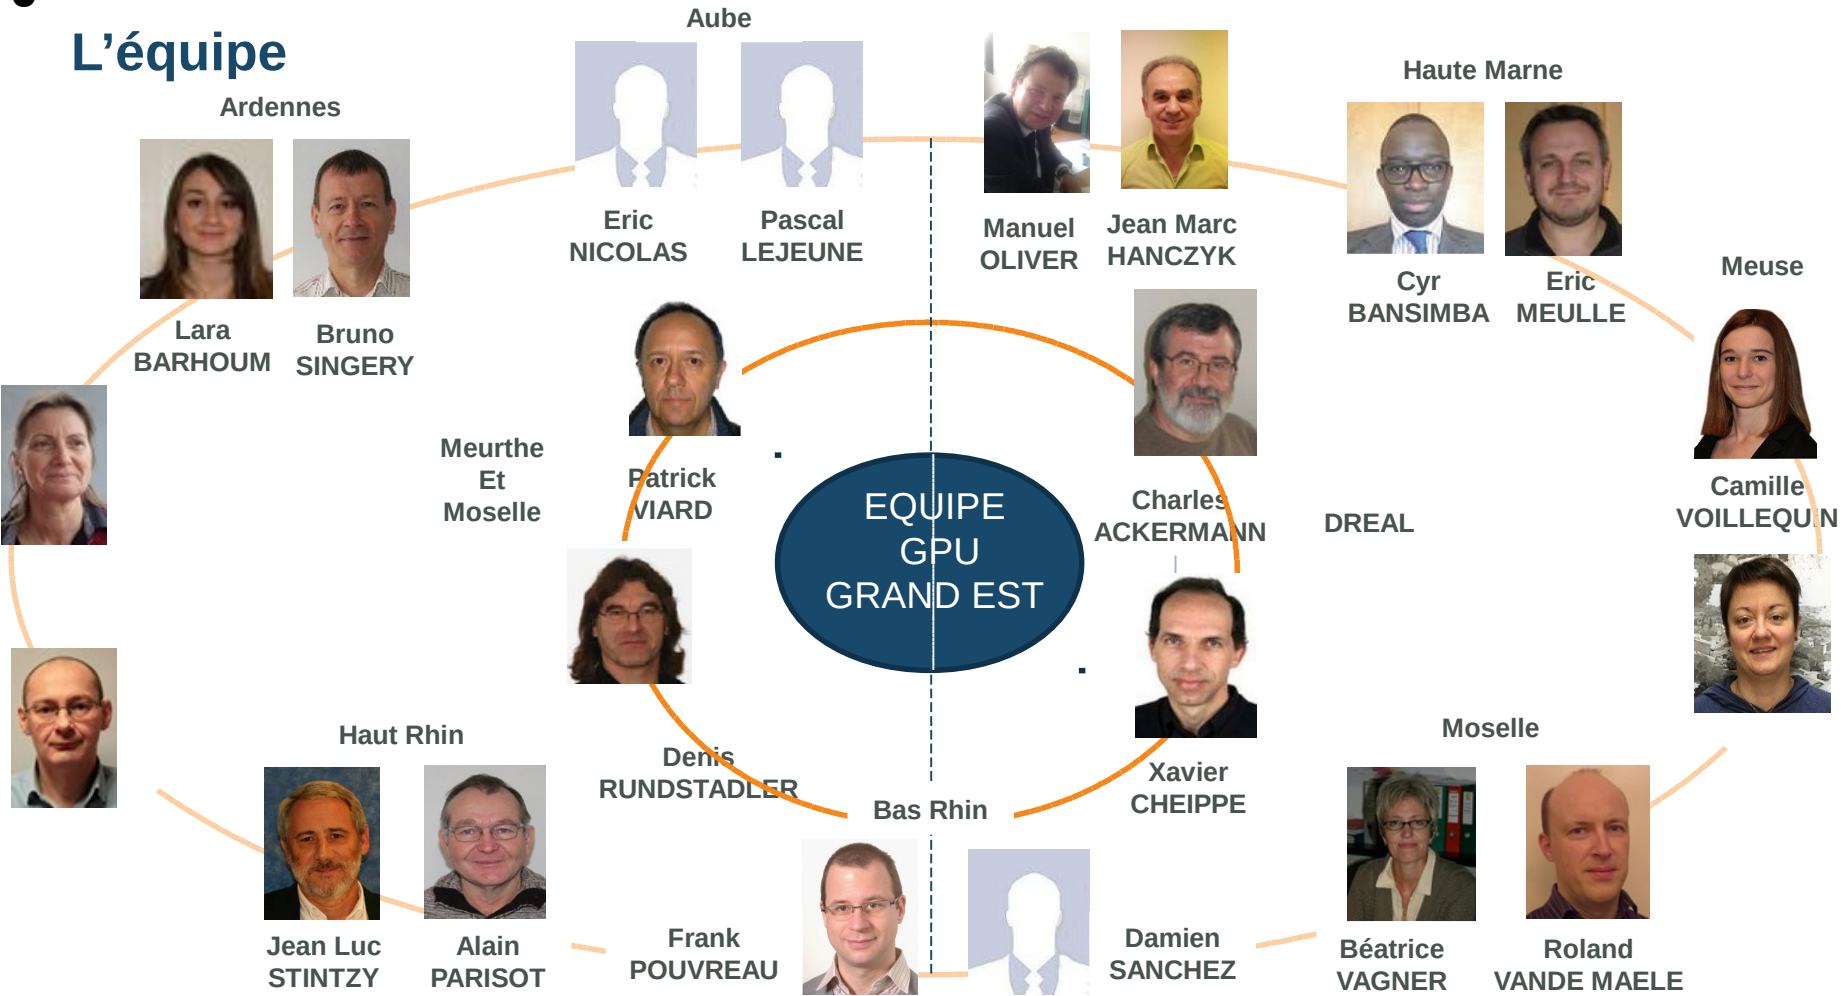 L’équipe
Aube
Ardennes
Haute Marne
Eric
NICOLAS
Pascal
LEJEUNE
Manuel
OLIVER
Jean Marc
HANCZYK
Cyr
BANSIMBA
Eric
MEULLE
Meuse
Lara
BARHOUM
Bruno
SINGERY
Meurthe
Et
Moselle
Patrick
VIARD
EQUIPE
GPU
GRAND EST
Charles
ACKERMANN
DREAL
Camille
VOILLEQUIN
Haut Rhin
Denis
RUNDSTADLER
Bas Rhin
Xavier
CHEIPPE
Moselle
Jean Luc
STINTZY
Alain
PARISOT
Frank
POUVREAU
Damien
SANCHEZ
Béatrice
VAGNER
Roland
VANDE MAELE